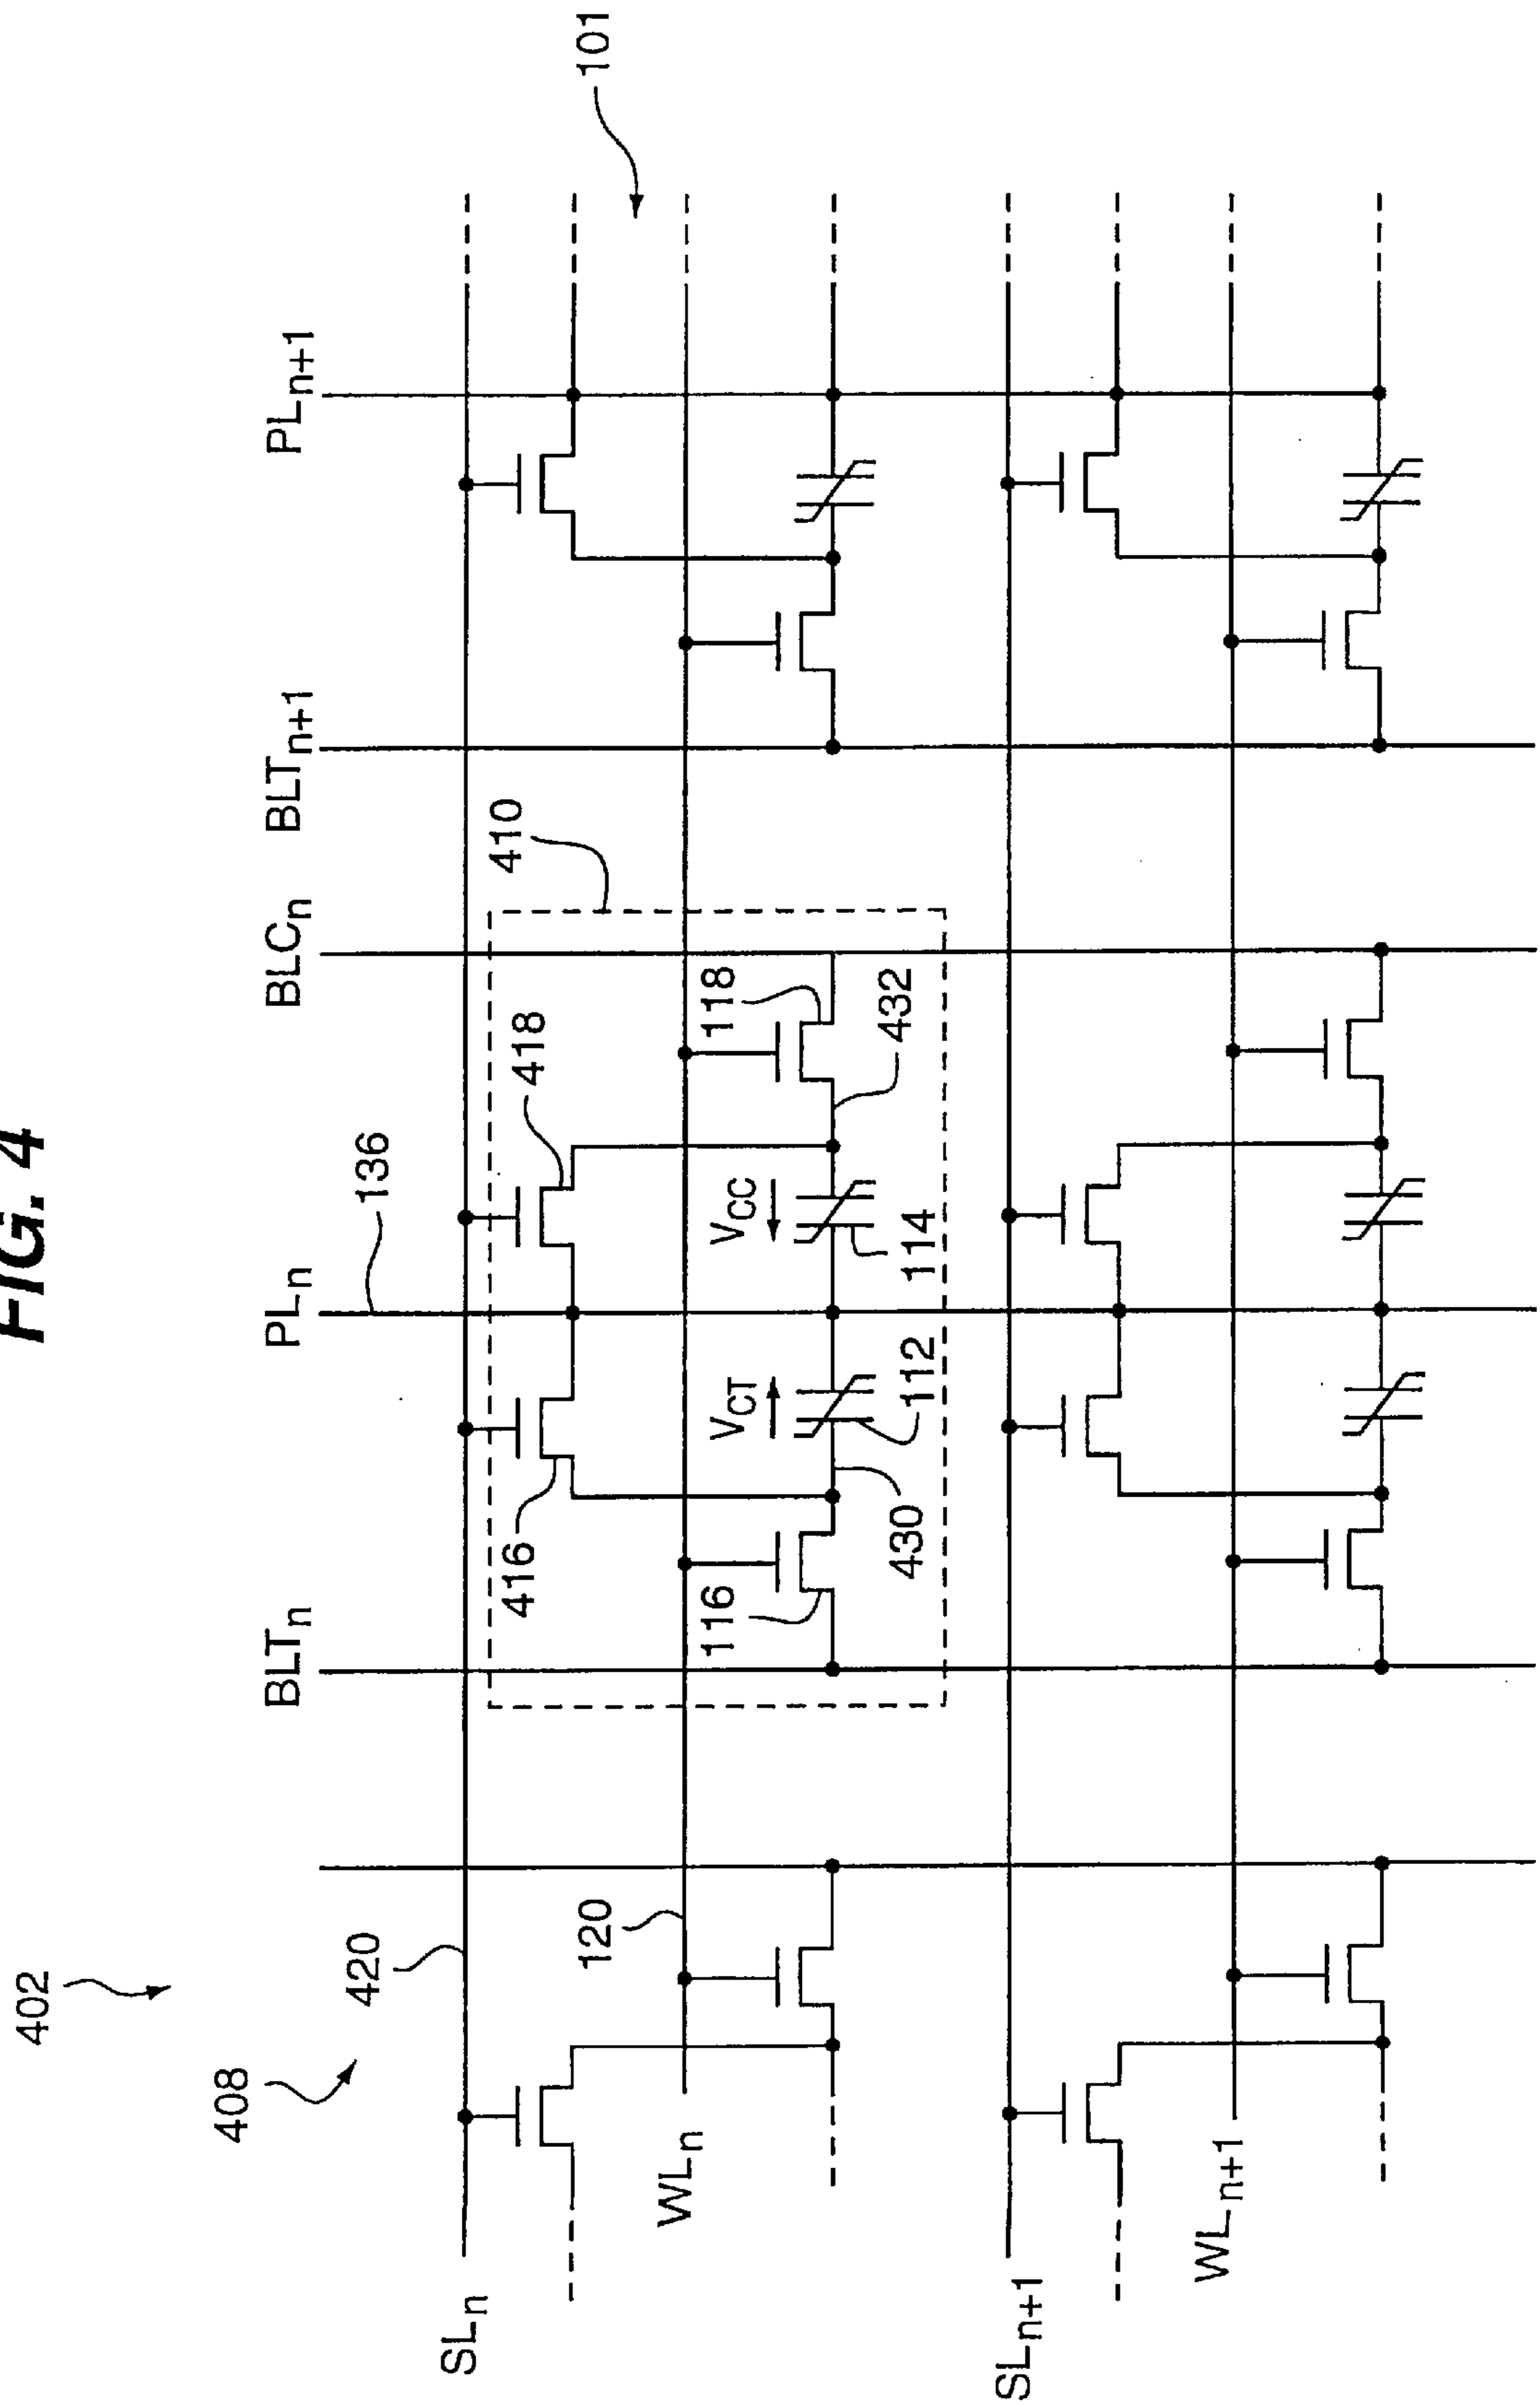 FIG. 4
402
408
420
120
BLTn
PLn
136
BLCn
BLTn+1
PLn+1
101
410
416
418
SLn
WLn
VCT
VCC
116
118
112
114
430
432
SLn+1
WLn+1